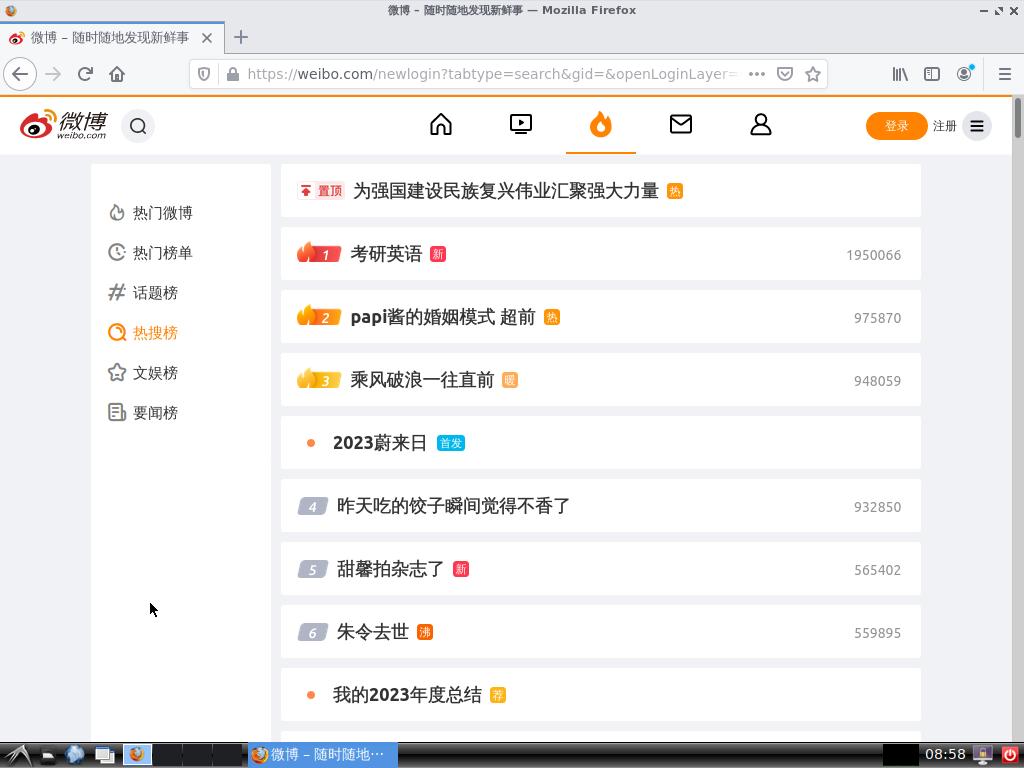 微博 – 随时随地发现新鲜事 — Mozilla Firefox
微博 – 随时随地发现新鲜事
https://weibo.com/newlogin?tabtype=search&gid=&openLoginLayer=
微博
weibo.com
登录
注册
热门微博
热门榜单
话题榜
热搜榜
文娱榜
要闻榜
置顶 为强国建设民族复兴伟业汇聚强大力量 热
1 考研英语 新 1950066
2 papi酱的婚姻模式 超前 热 975870
3 乘风破浪一往直前 暖 948059
2023蔚来日 首发
4 昨天吃的饺子瞬间觉得不香了 932850
5 甜馨拍杂志了 新 565402
6 朱令去世 沸 559895
我的2023年度总结 荐
微博 – 随时随地··· 08:58